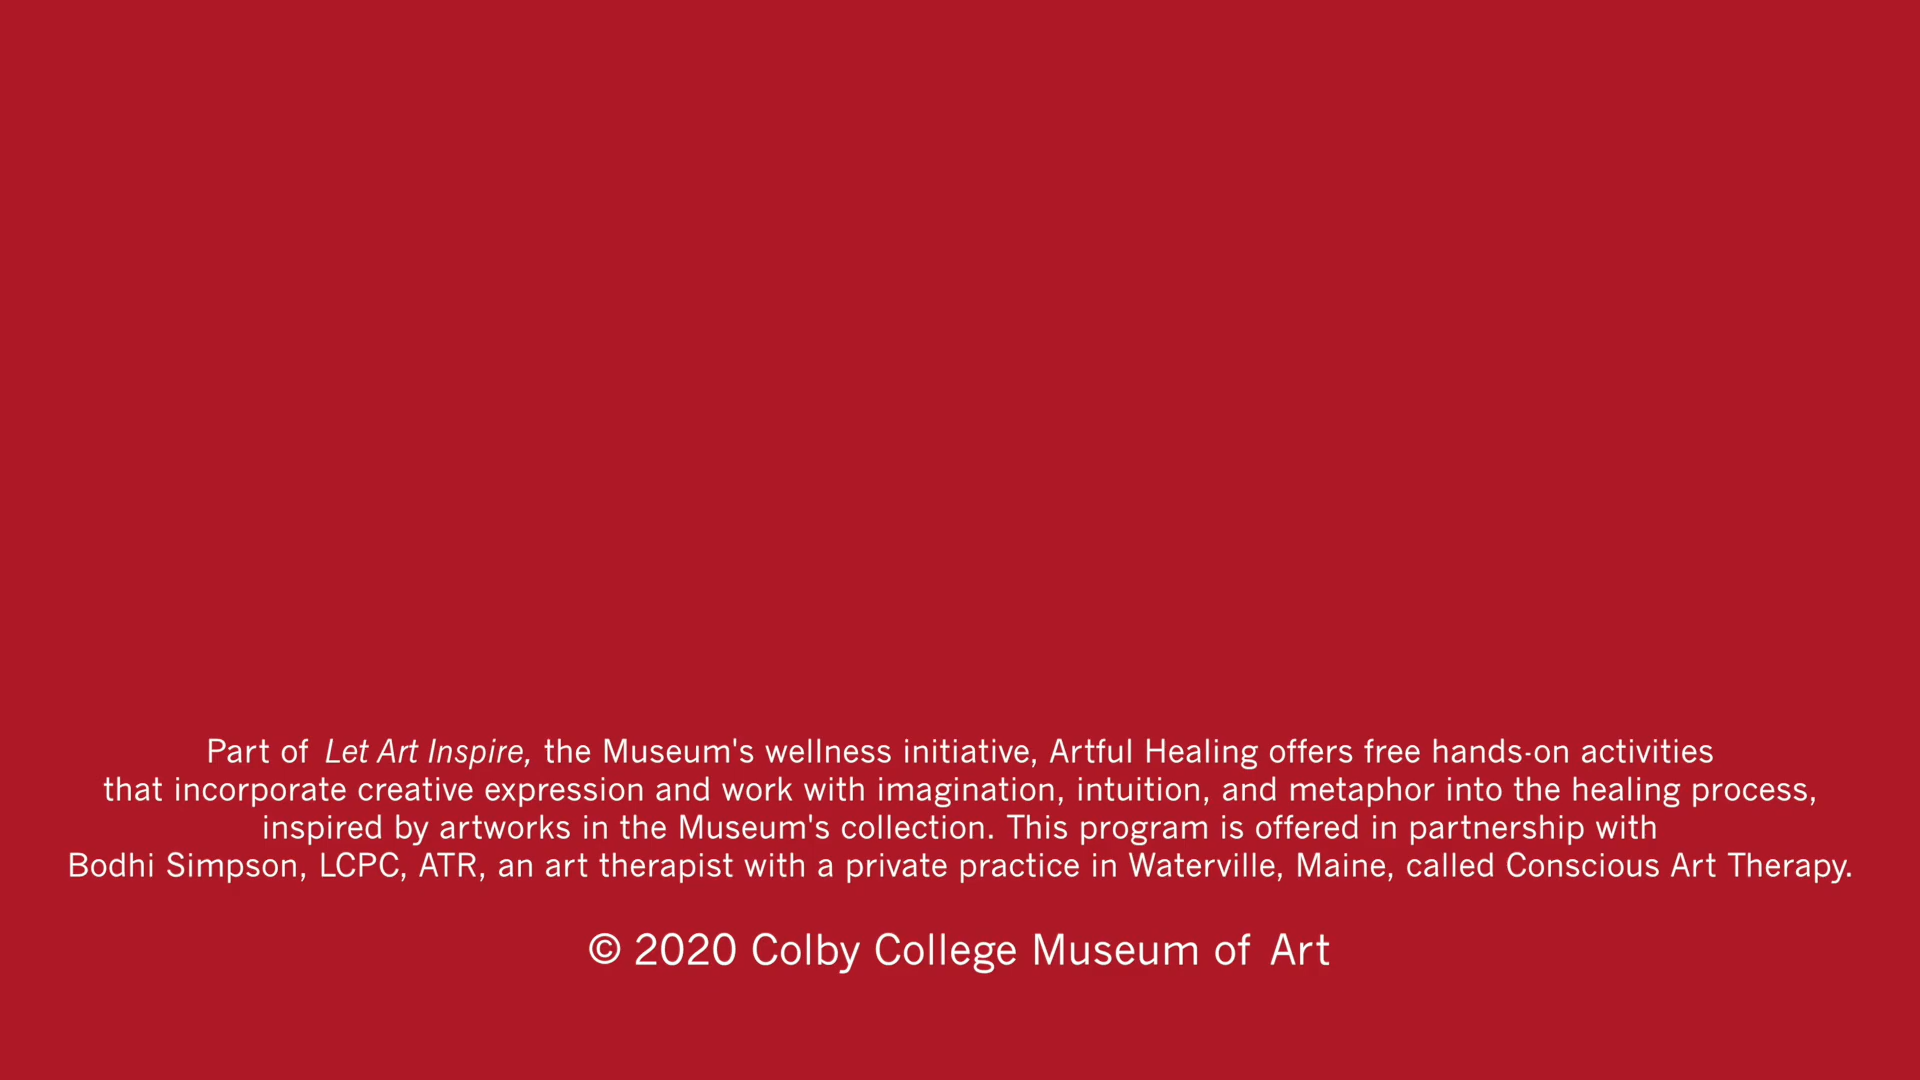 Part of Let Art Inspire, the Museum's wellness initiative, Artful Healing offers free hands-on activities
that incorporate creative expression and work with imagination, intuition, and metaphor into the healing process,
inspired by artworks in the Museum's collection. This program is offered in partnership with
Bodhi Simpson, LCPC, ATR, an art therapist with a private practice in Waterville, Maine, called Conscious Art Therapy.
© 2020 Colby College Museum of Art